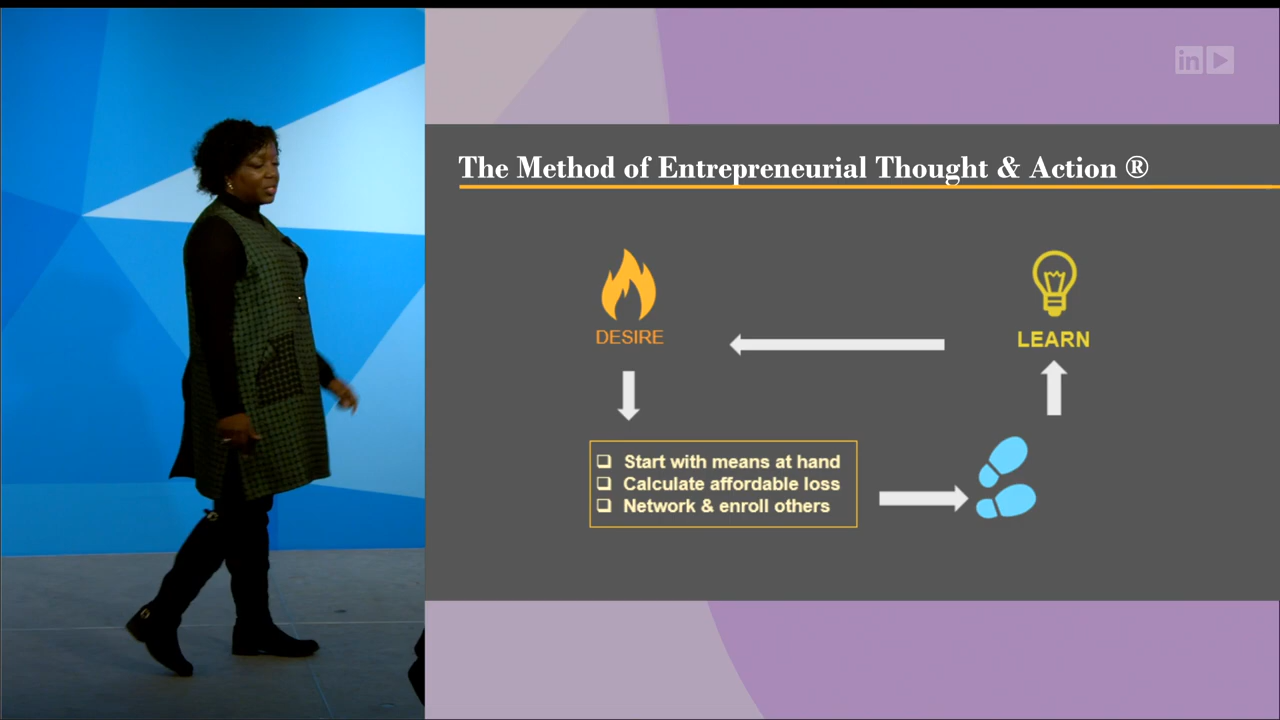 in
The Method of Entrepreneurial Thought & Action ®
DESIRE
LEARN
Start with means at hand
Calculate affordable loss
Network & enroll others